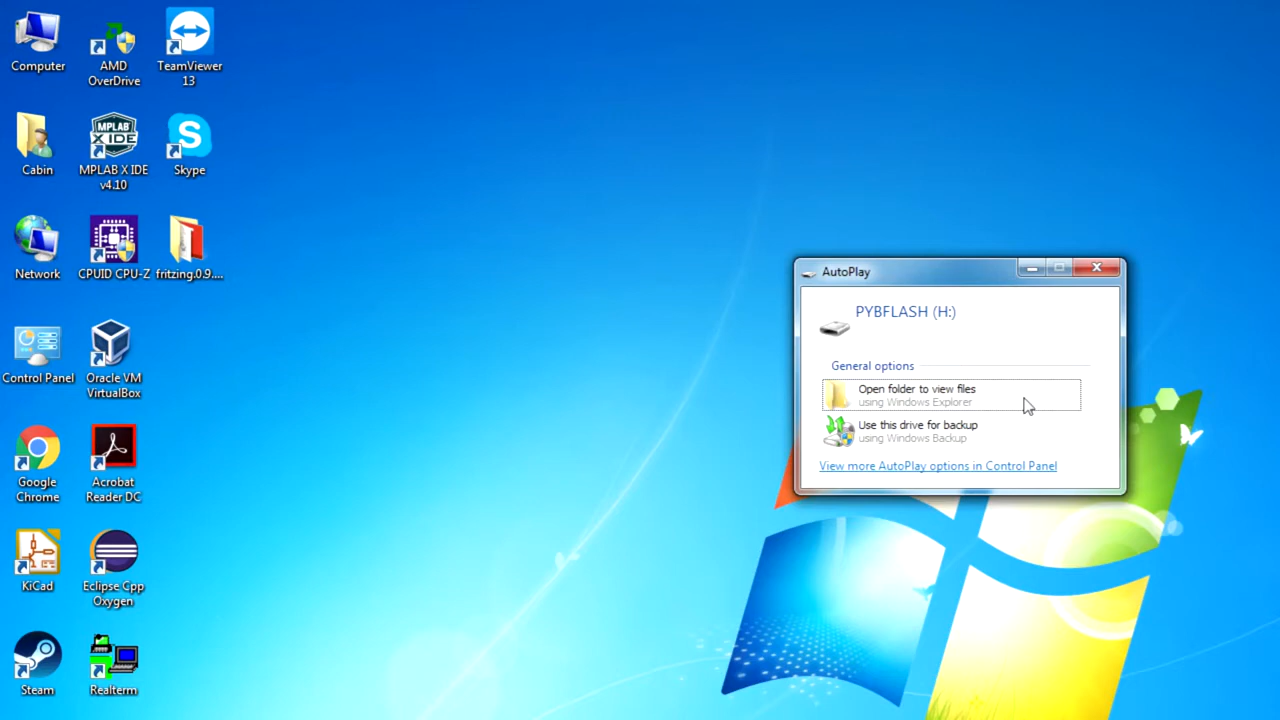 Computer
AMD
OverDrive
TeamViewer
13
Cabin
MPLAB
X IDE
MPLAB X IDE
v4.10
S
Skype
Network
CPUID CPU-Z
fritzing.0.9....
Control Panel
Oracle VM
VirtualBox
Google
Chrome
Acrobat
Reader DC
KiCad
Eclipse Cpp
Oxygen
Steam
Realterm
AutoPlay
PYBFLASH (H:)
General options
Open folder to view files
using Windows Explorer
Use this drive for backup
using Windows Backup
View more AutoPlay options in Control Panel